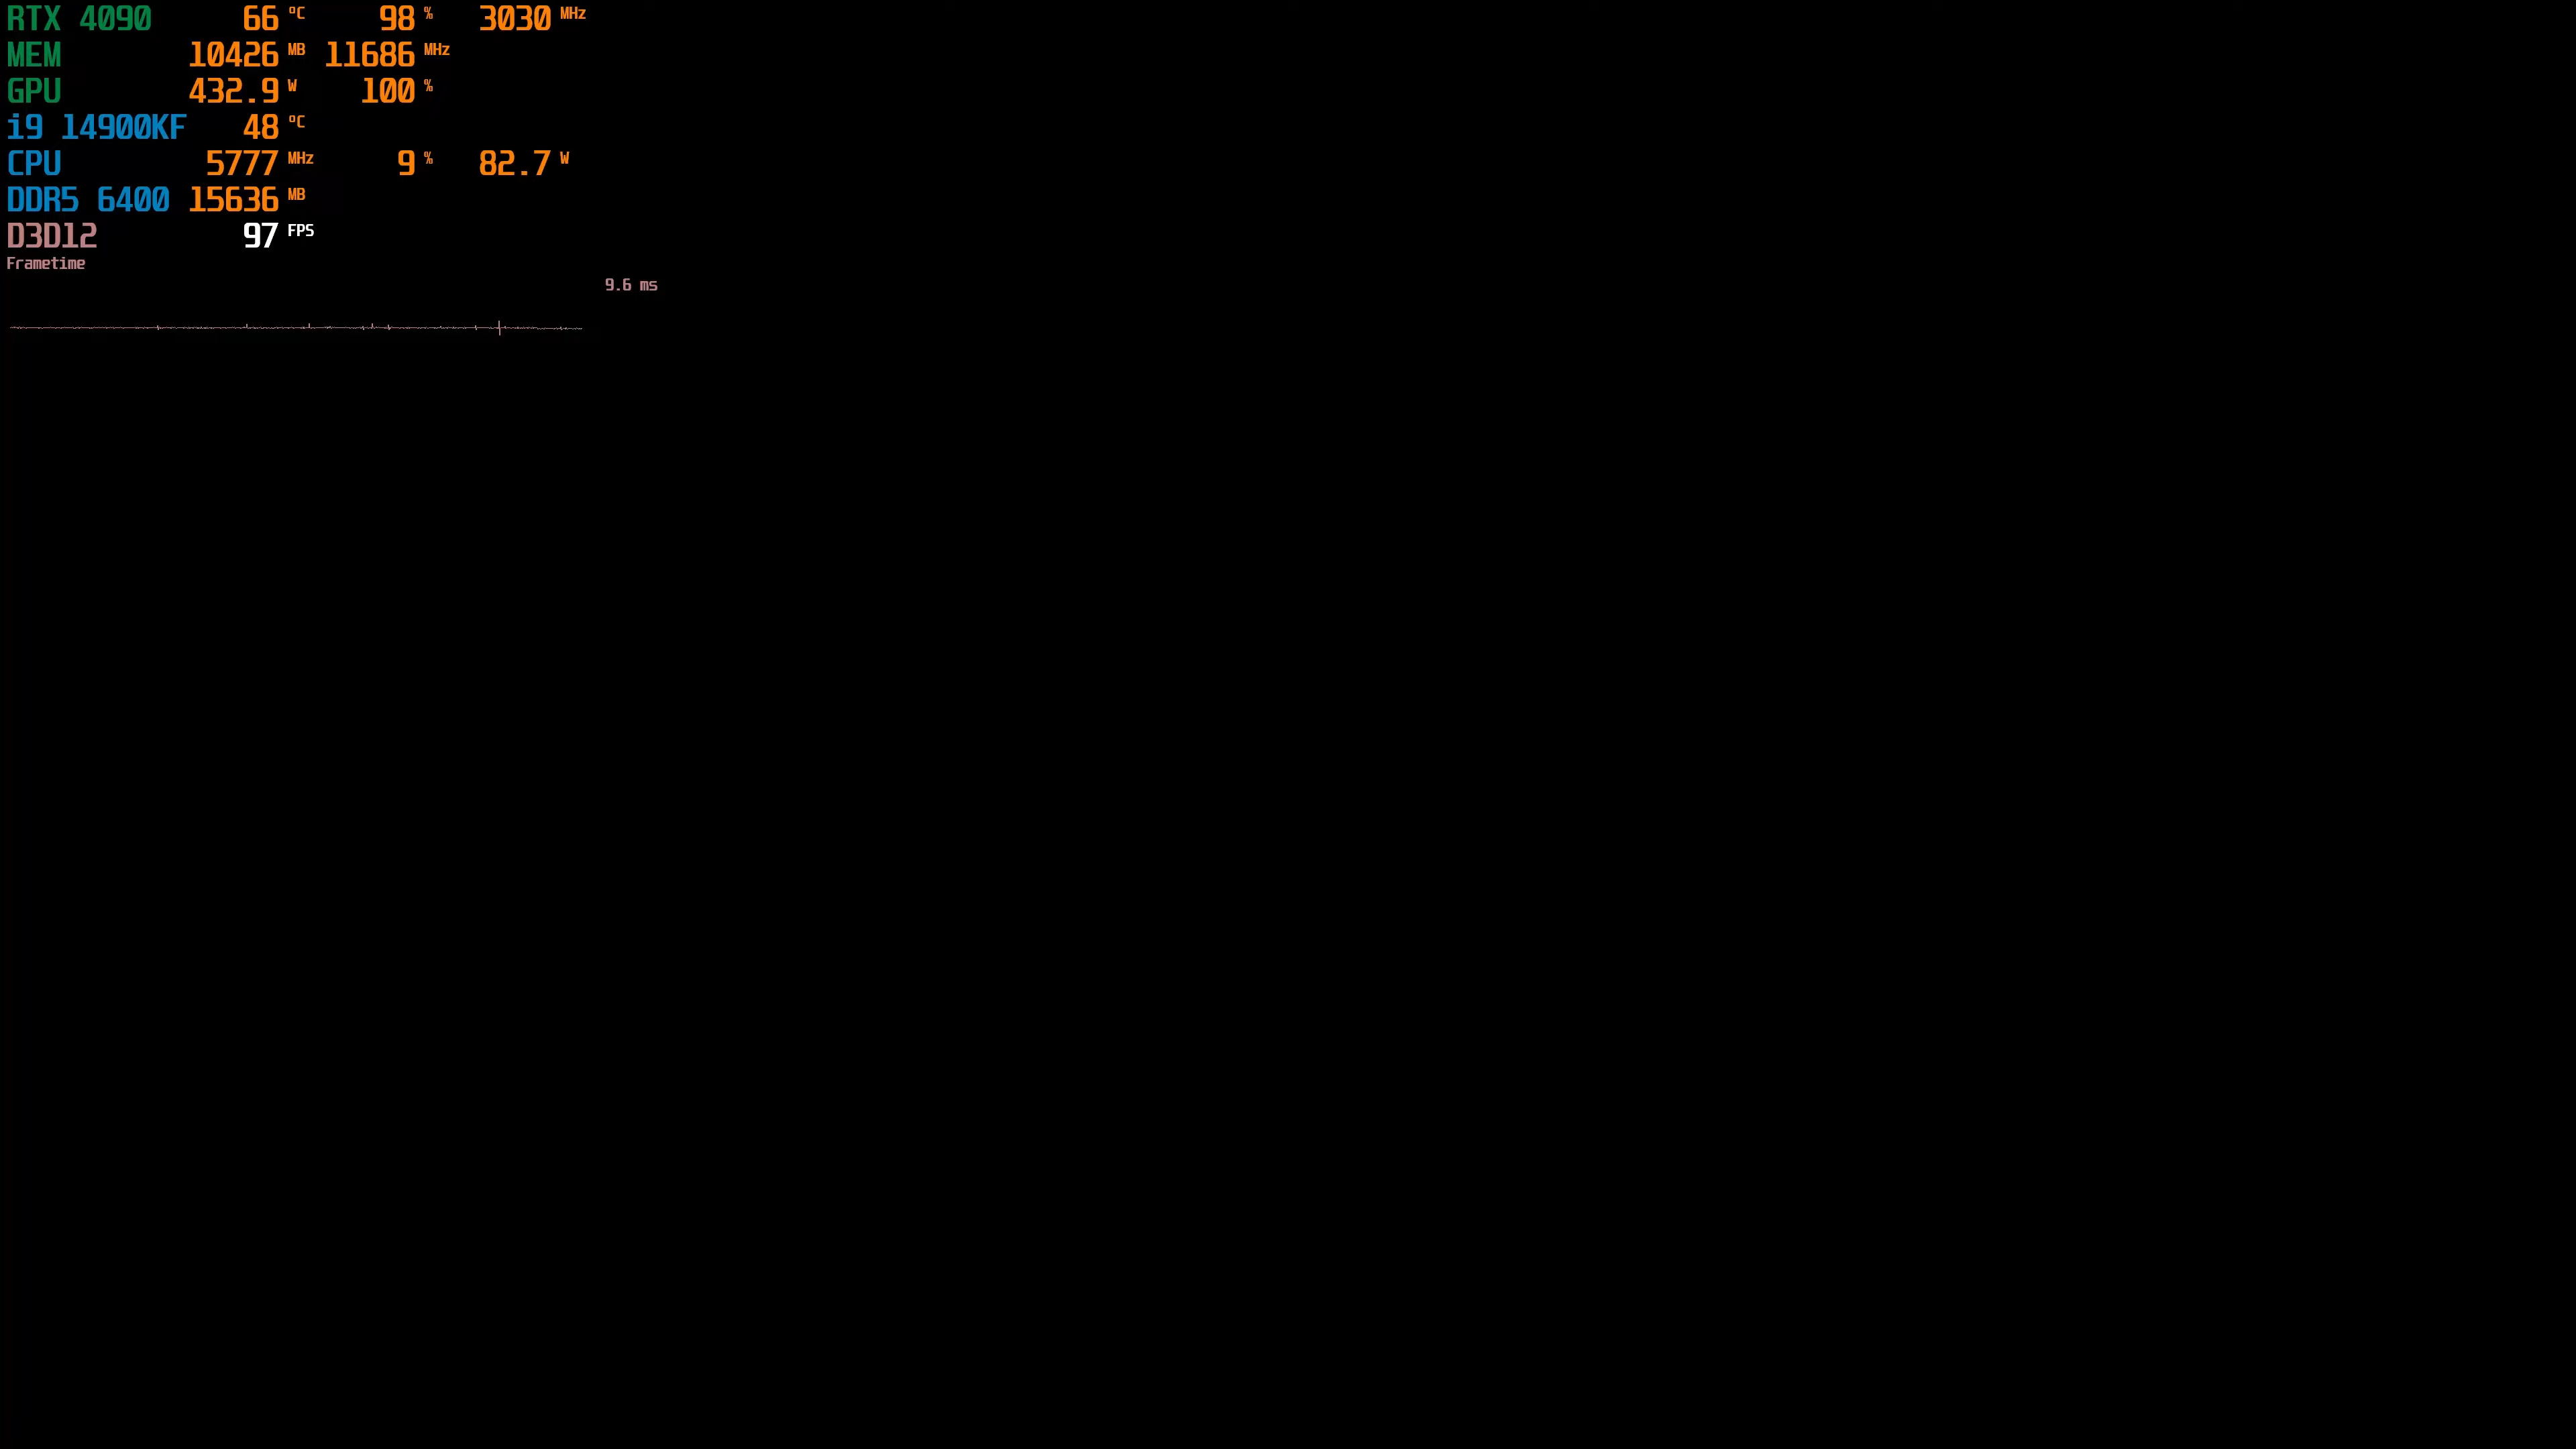 RTX 4090 66 °C 98 % 3030 MHz
MEM 10426 MB 11686 MHz
GPU 432.9 W 100 %
i9 14900KF 48 °C
CPU 5777 MHz 9 % 82.7 W
DDR5 6400 15636 MB
D3D12 97 FPS
Frametime
9.6 ms